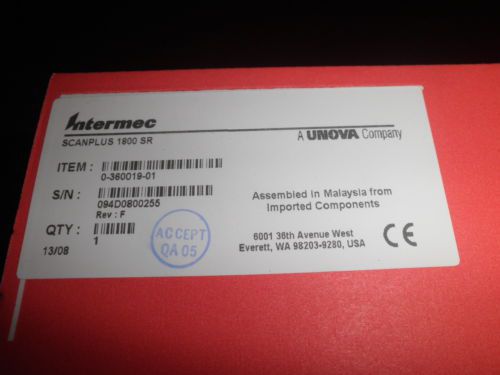 Intermec
SCANPLUS 1800 SR
A UNOVA Company
ITEM :
0-360019-01
S/N :
094D0800255
Rev : F
QTY :
1
13/08
ACCEPT
QA 05
Assembled in Malaysia from
Imported Components
6001 36th Avenue West
Everett, WA 98203-9280, USA
CE